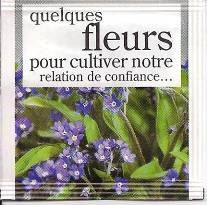 quelques
fleurs
pour cultiver notre
relation de confiance...